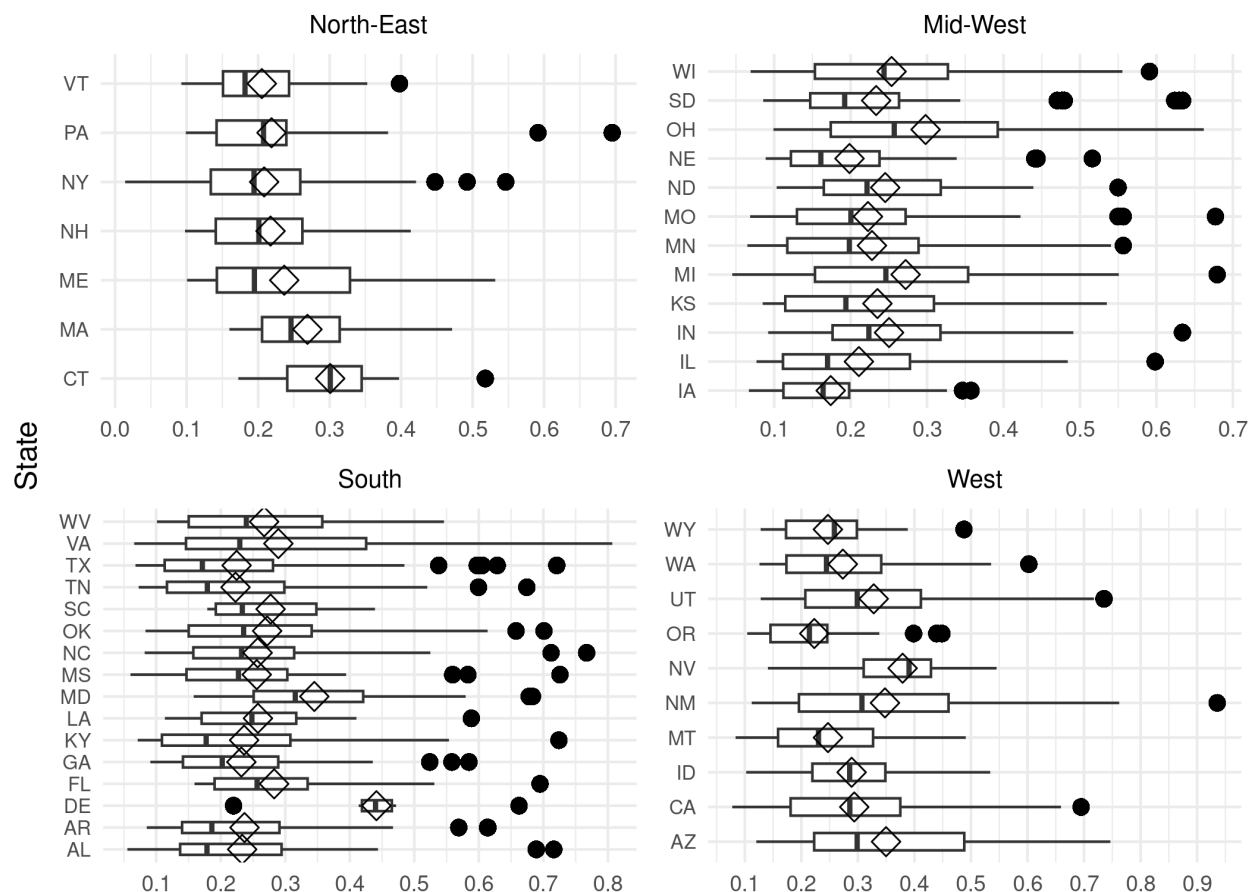 North-East
VT
PA
NY
NH
ME
MA
CT
0.0 0.1 0.2 0.3 0.4 0.5 0.6 0.7
Mid-West
WI
SD
OH
NE
ND
MO
MN
MI
KS
IN
IL
IA
0.1 0.2 0.3 0.4 0.5 0.6 0.7
State
South
WV
VA
TX
TN
SC
OK
NC
MS
MD
LA
KY
GA
FL
DE
AR
AL
0.1 0.2 0.3 0.4 0.5 0.6 0.7 0.8
West
WY
WA
UT
OR
NV
NM
MT
ID
CA
AZ
0.1 0.2 0.3 0.4 0.5 0.6 0.7 0.8 0.9